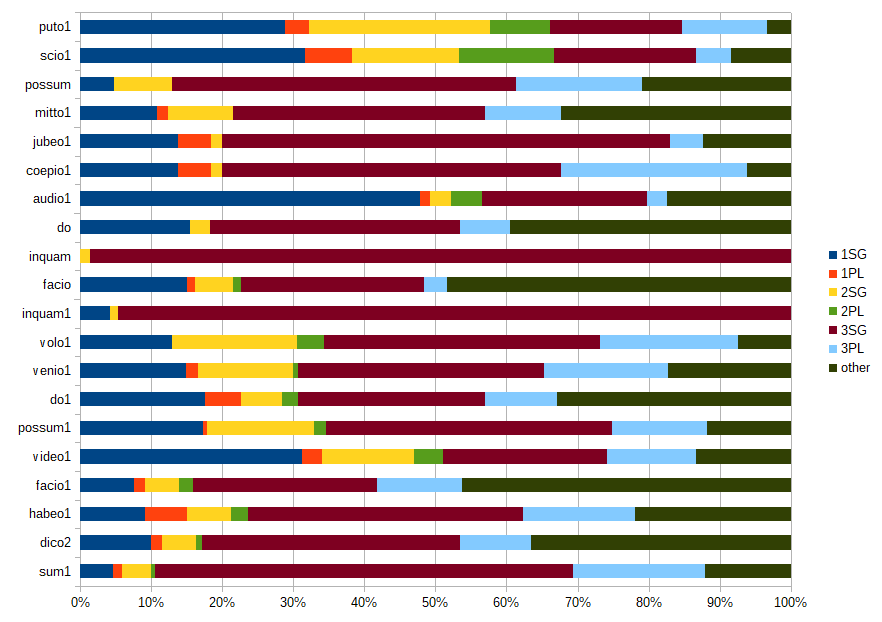 puto1
scio1
possum
mitto1
jubeo1
coepio1
audio1
do
inquam
facio
inquam1
volo1
venio1
do1
possum1
video1
facio1
habeo1
dico2
sum1
0% 10% 20% 30% 40% 50% 60% 70% 80% 90% 100%
1SG
1PL
2SG
2PL
3SG
3PL
other